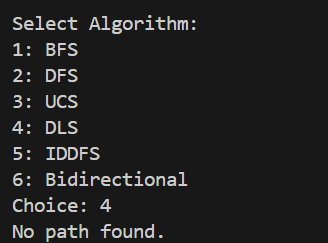 Select Algorithm:
1: BFS
2: DFS
3: UCS
4: DLS
5: IDDFS
6: Bidirectional
Choice: 4
No path found.